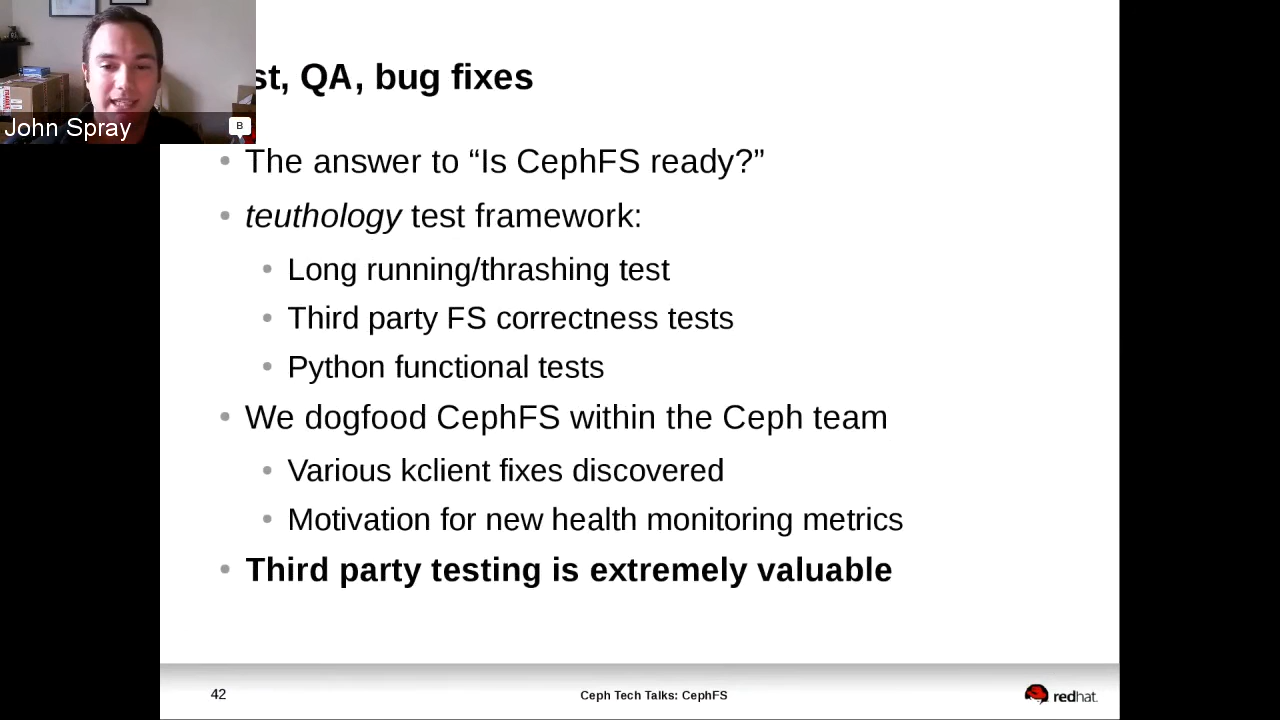 st, QA, bug fixes
John Spray
B
The answer to “Is CephFS ready?”
teuthology test framework:
Long running/thrashing test
Third party FS correctness tests
Python functional tests
We dogfood CephFS within the Ceph team
Various kclient fixes discovered
Motivation for new health monitoring metrics
Third party testing is extremely valuable
42
Ceph Tech Talks: CephFS
redhat.